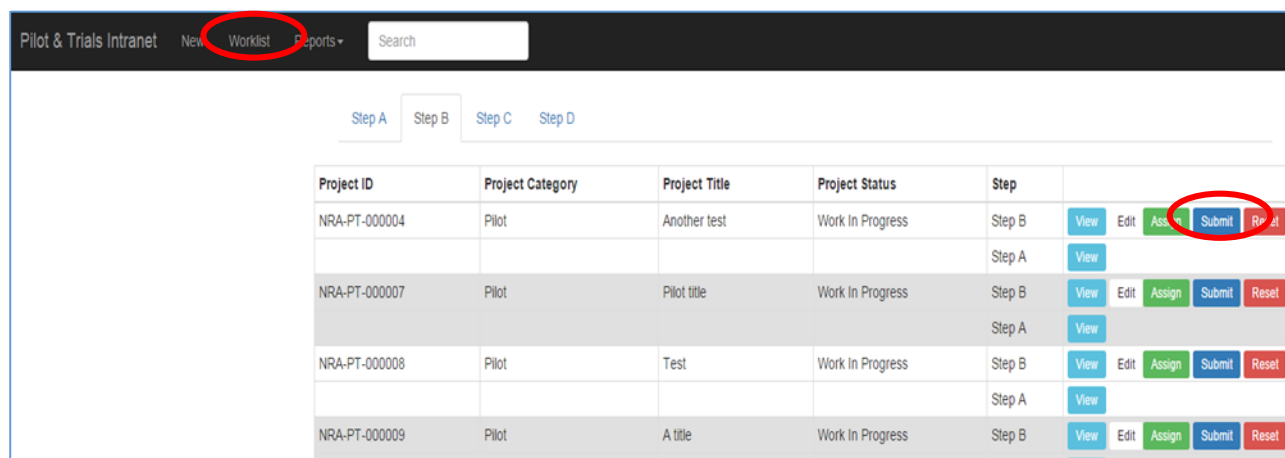 Pilot & Trials Intranet New Worklist Reports Search
Step A Step B Step C Step D
Project ID Project Category Project Title Project Status Step
NRA-PT-000004 Pilot Another test Work In Progress Step B View Edit Assign Submit Reset
Step A View
NRA-PT-000007 Pilot Pilot title Work In Progress Step B View Edit Assign Submit Reset
Step A View
NRA-PT-000008 Pilot Test Work In Progress Step B View Edit Assign Submit Reset
Step A View
NRA-PT-000009 Pilot A title Work In Progress Step B View Edit Assign Submit Reset